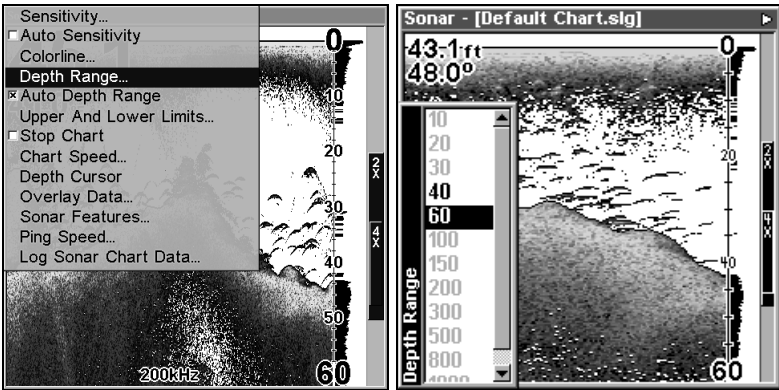 Sensitivity...
Auto Sensitivity
Colorline...
Depth Range...
Auto Depth Range
Upper And Lower Limits...
Stop Chart
Chart Speed...
Depth Cursor
Overlay Data...
Sonar Features...
Ping Speed...
Log Sonar Chart Data...
0
10
20
30
40
50
60
2X
4X
200kHz
Sonar - [Default Chart.slg]
43.1 ft
48.0°
Depth Range
10
20
30
40
60
100
150
200
300
500
800
0
20
40
60
2X
4X